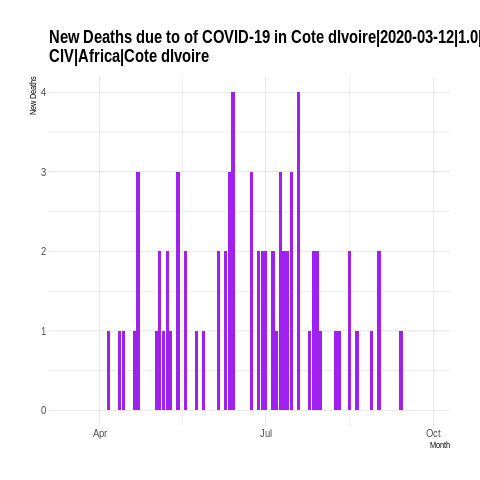 New Deaths due to of COVID-19 in Cote dIvoire|2020-03-12|1.0|
CIV|Africa|Cote dIvoire
New Deaths
4
3
2
1
0
Apr
Jul
Oct
Month